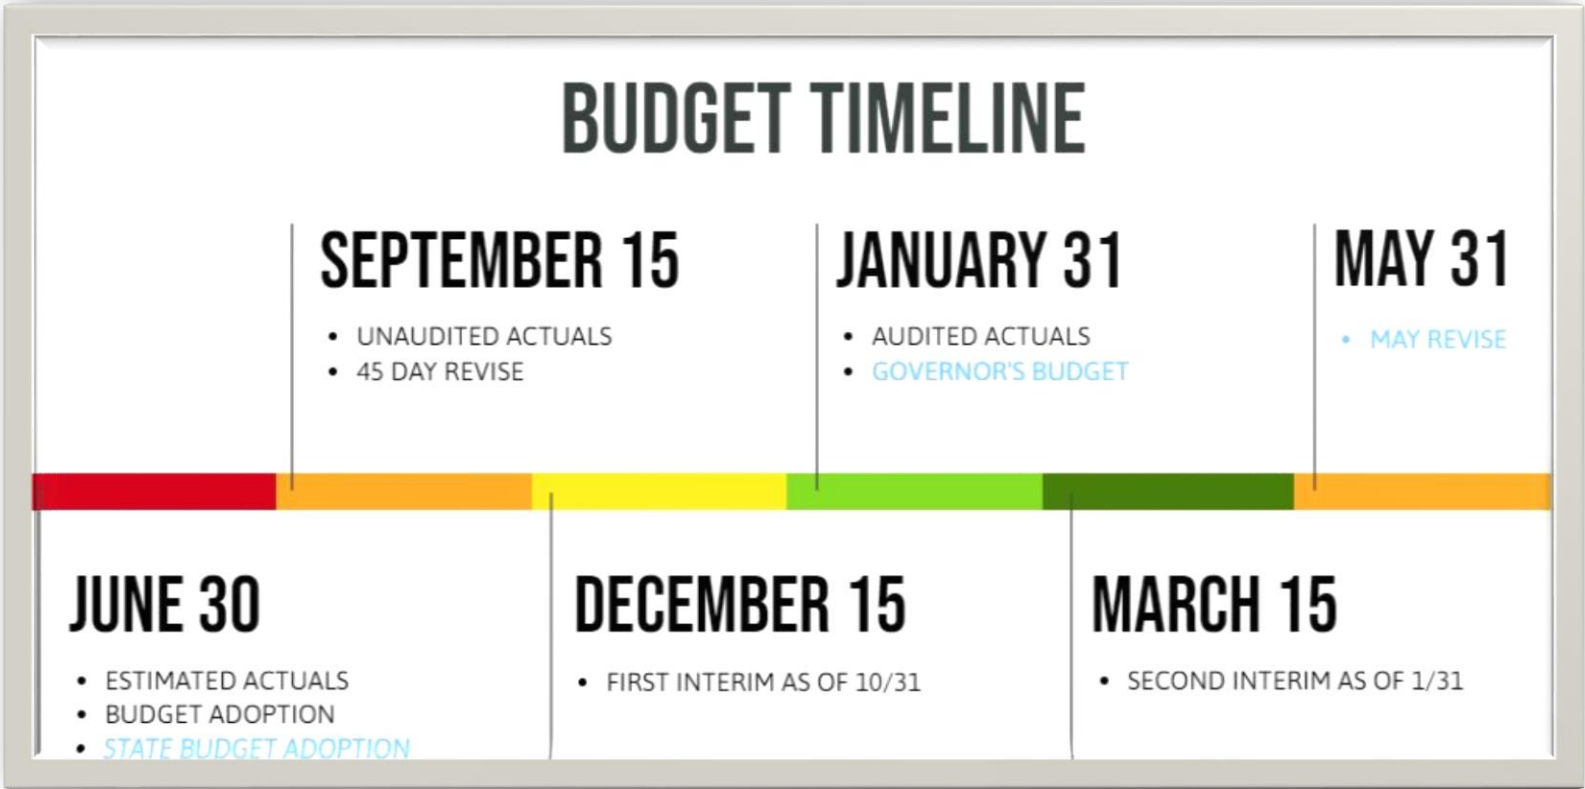 BUDGET TIMELINE
SEPTEMBER 15
• UNAUDITED ACTUALS
• 45 DAY REVISE
JANUARY 31
• AUDITED ACTUALS
• GOVERNOR'S BUDGET
MAY 31
• MAY REVISE
JUNE 30
• ESTIMATED ACTUALS
• BUDGET ADOPTION
• STATE BUDGET ADOPTION
DECEMBER 15
• FIRST INTERIM AS OF 10/31
MARCH 15
• SECOND INTERIM AS OF 1/31